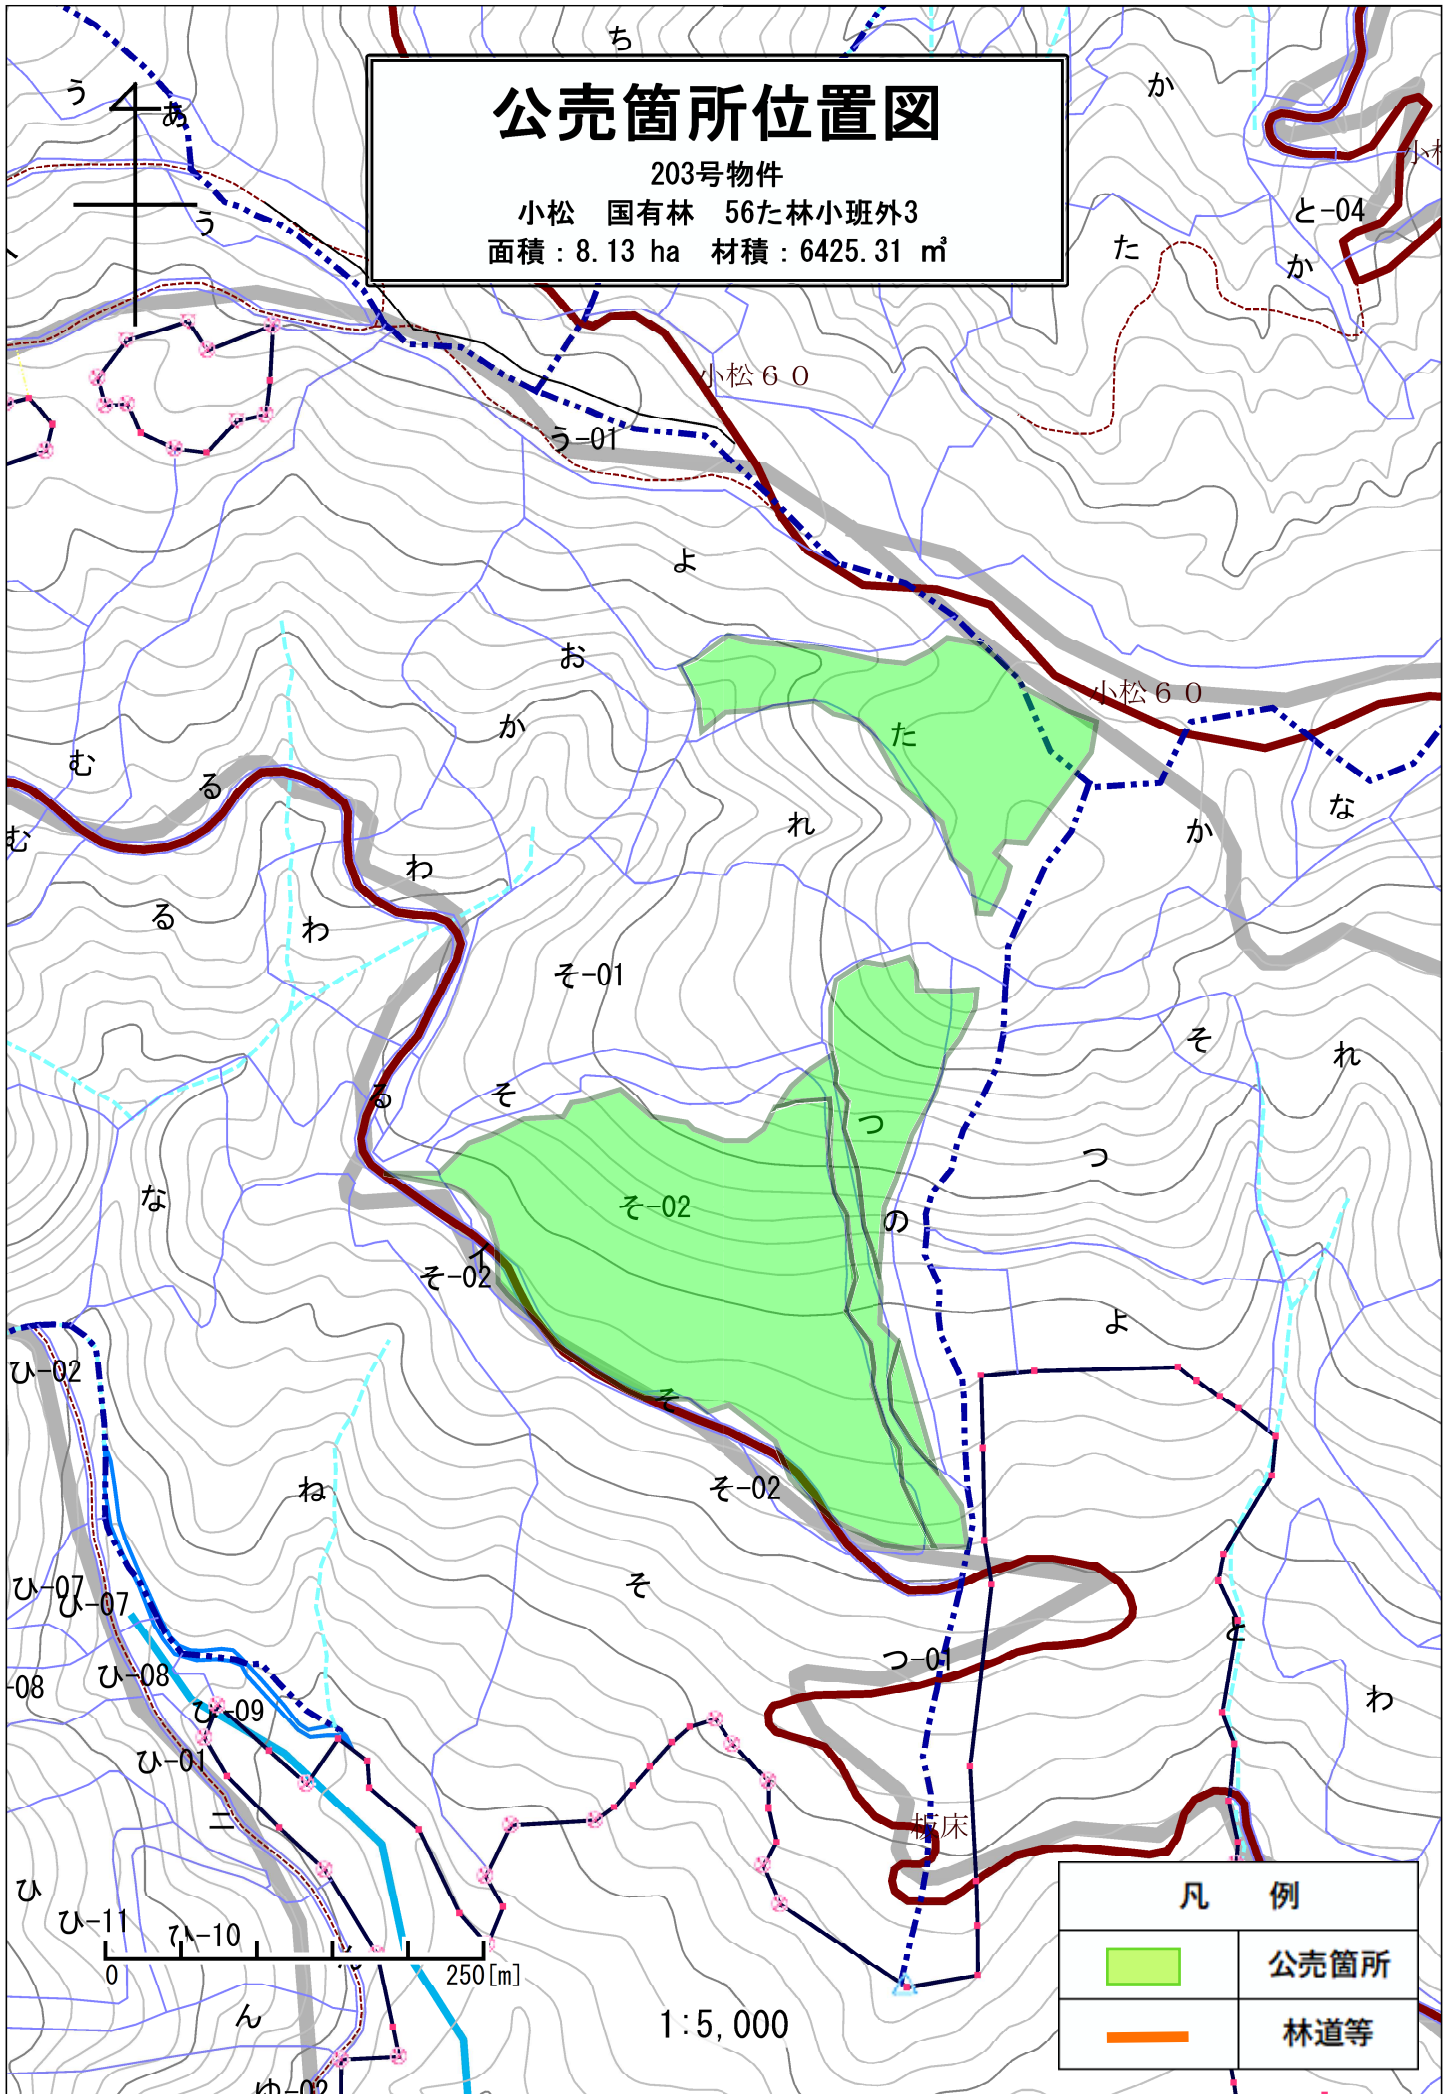 ち
う
か
あ
公売箇所位置図
203号物件
小松　国有林　56た林小班外3
面積：8.13 ha　材積：6425.31 ㎥
と-04
う
た
か
小松６０
う-01
よ
お
小松６０
か
た
む
る
な
れ
か
む
わ
る
わ
そ-01
そ
れ
る
そ
つ
つ
な
そ-02
の
イ
そ-02
よ
ひ-02
そ
ね
そ-02
そ
ひ-07
ひ-07
と
つ-01
ひ-08
-08
わ
ひ-09
ひ-01
ニ
板床
ひ
凡　例
ひ-11
ひ-10
公売箇所
0
250[m]
ん
1:5,000
林道等
ゆ-02